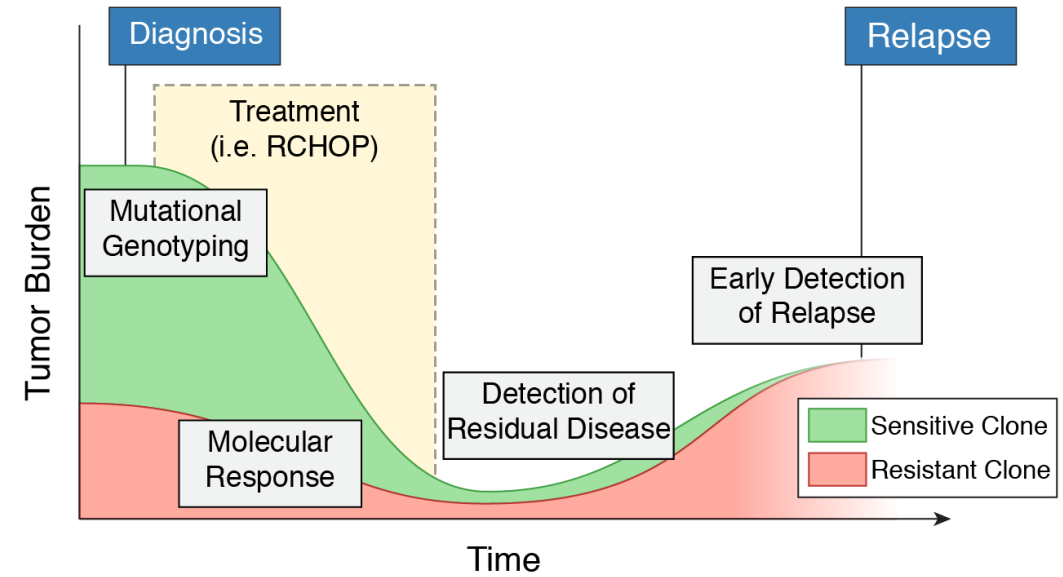 Diagnosis
Relapse
Treatment
(i.e. RCHOP)
Mutational
Genotyping
Early Detection
of Relapse
Detection of
Residual Disease
Molecular
Response
Sensitive Clone
Resistant Clone
Tumor Burden
Time